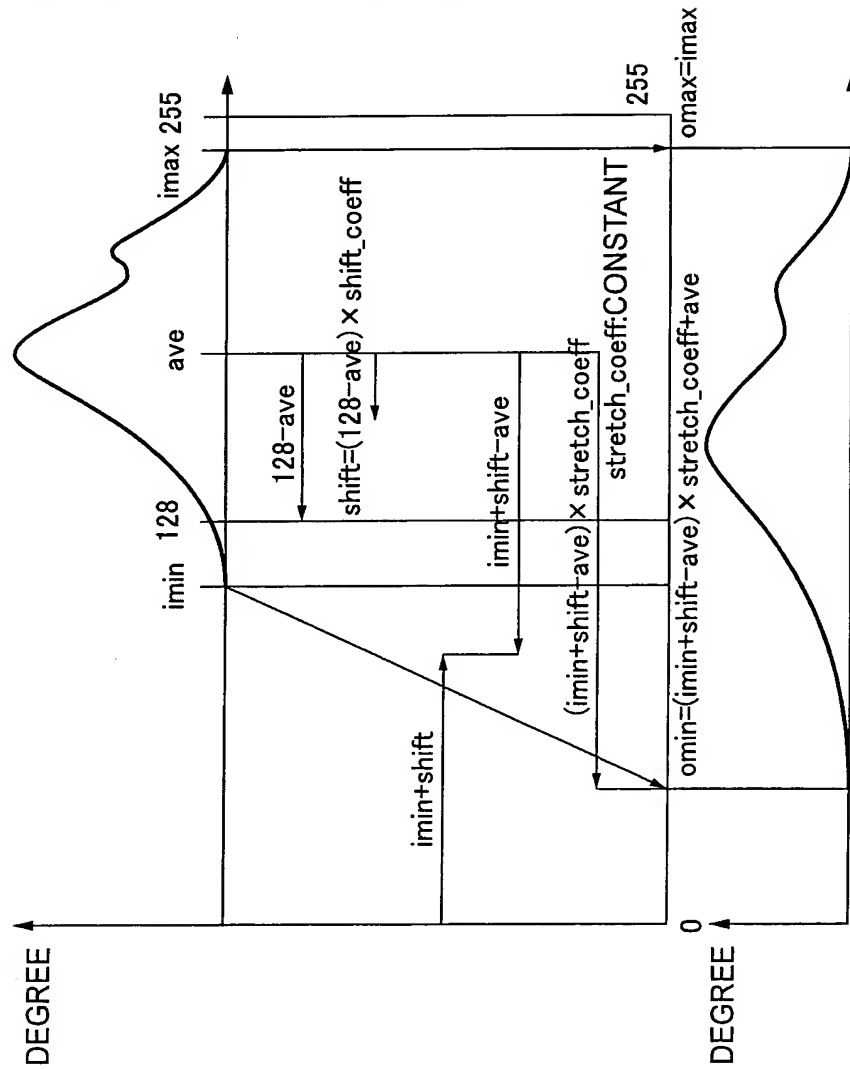 DEGREE
imin 128 ave imax 255
128-ave
shift=(128-ave)×shift_coeff
imin+shift
imin+shift-ave
(imin+shift-ave)×stretch_coeff
stretch_coeff:CONSTANT
255
0 omin=(imin+shift-ave)×stretch_coeff+ave omax=imax
DEGREE